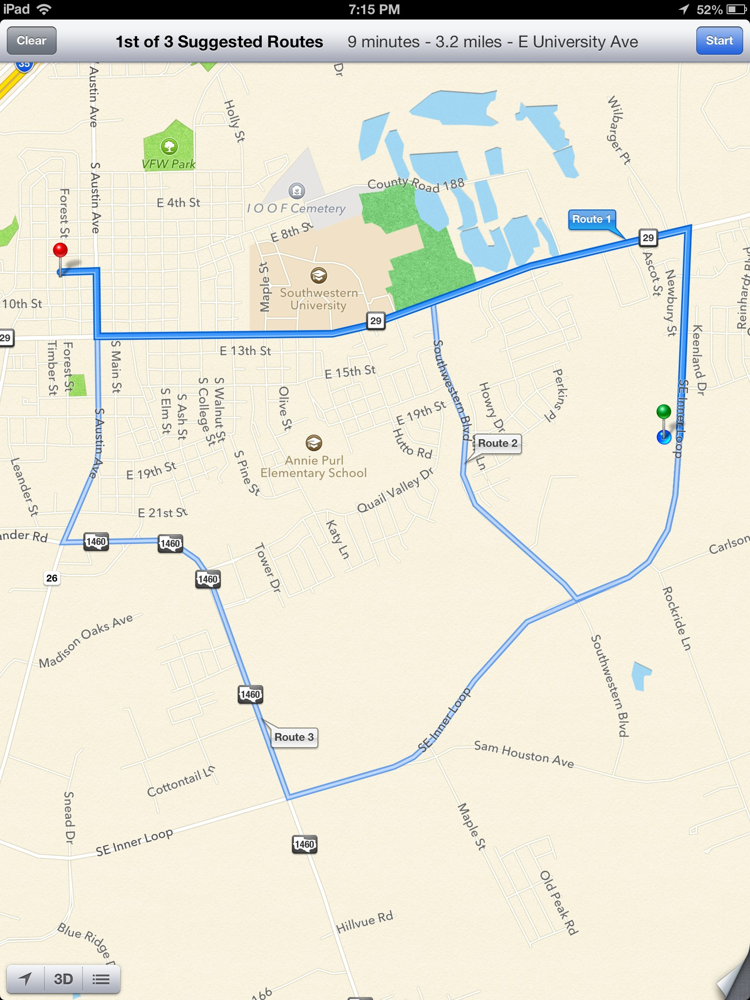 iPad
7:15 PM
52%
Clear
1st of 3 Suggested Routes
9 minutes - 3.2 miles - E University Ave
Start
35
Austin Ave
Dr
Holly St
Wilbarger Pt
VFW Park
S Austin Ave
County Road 188
Forest St
E 4th St
I O O F Cemetery
Route 1
E 8th St
29
Ascot St
Maple St
Newbury St
Southwestern
University
10th St
29
29
Keenland Dr
Timber St
Forest St
S Main St
E 13th St
Southwestern Blvd
E 15th St
Perkins Pl
S Elm St
S Ash St
S College St
S Walnut St
Olive St
Howry Dr
SE Inner Loop
E 19th St
S Austin Ave
Hutto Rd
Route 2
Ln
Annie Purl
Elementary School
Leander St
E 19th St
S Pine St
Quail Valley Dr
E 21st St
Katy Ln
ander Rd
1460
1460
Tower Dr
Carlson
26
1460
Rockride Ln
Madison Oaks Ave
Southwestern Blvd
1460
SE Inner Loop
Route 3
Sam Houston Ave
Cottontail Ln
Snead Dr
Maple St
SE Inner Loop
1460
Old Peak Rd
Hillvue Rd
Blue Ridge
3D
166